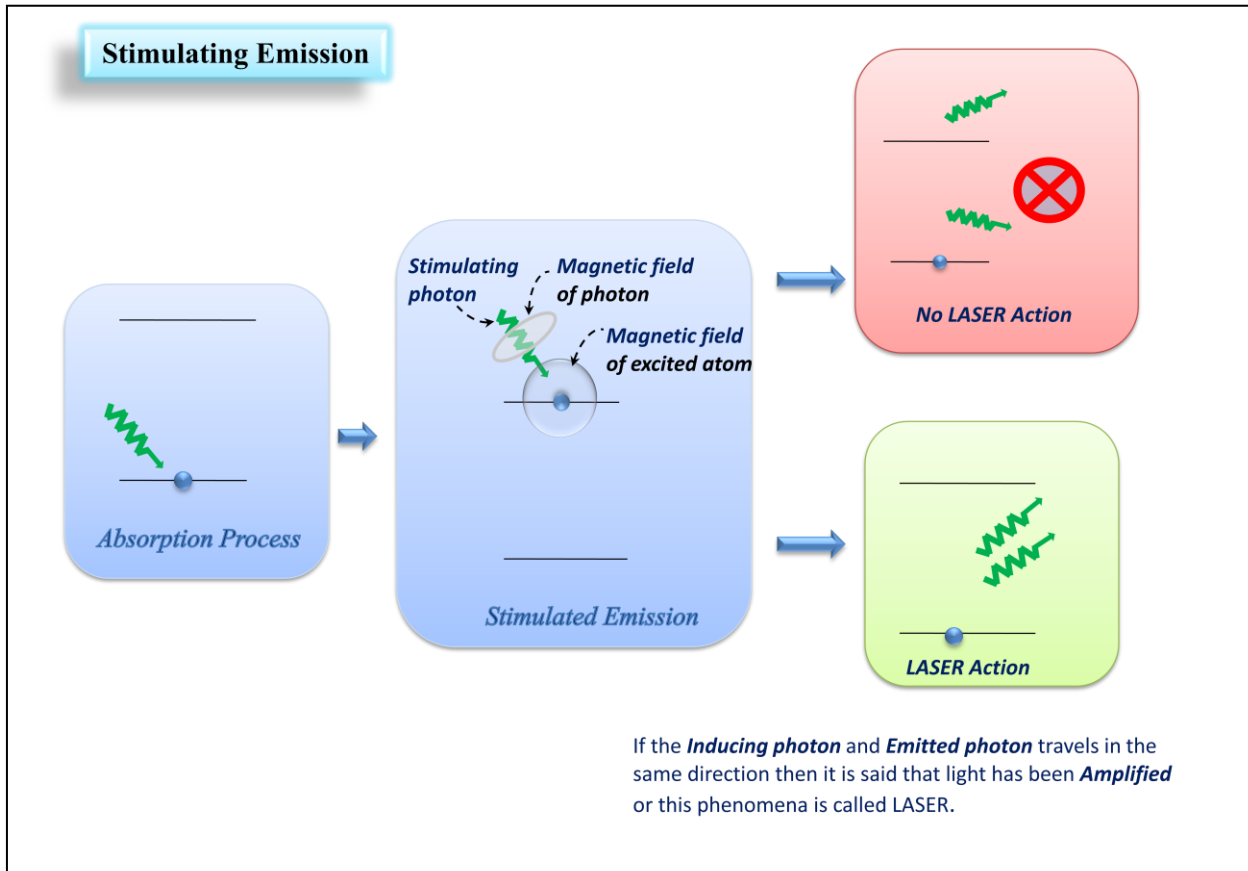 Stimulating Emission
Absorption Process
Stimulating
photon
Magnetic field
of photon
Magnetic field
of excited atom
Stimulated Emission
No LASER Action
LASER Action
If the Inducing photon and Emitted photon travels in the
same direction then it is said that light has been Amplified
or this phenomena is called LASER.